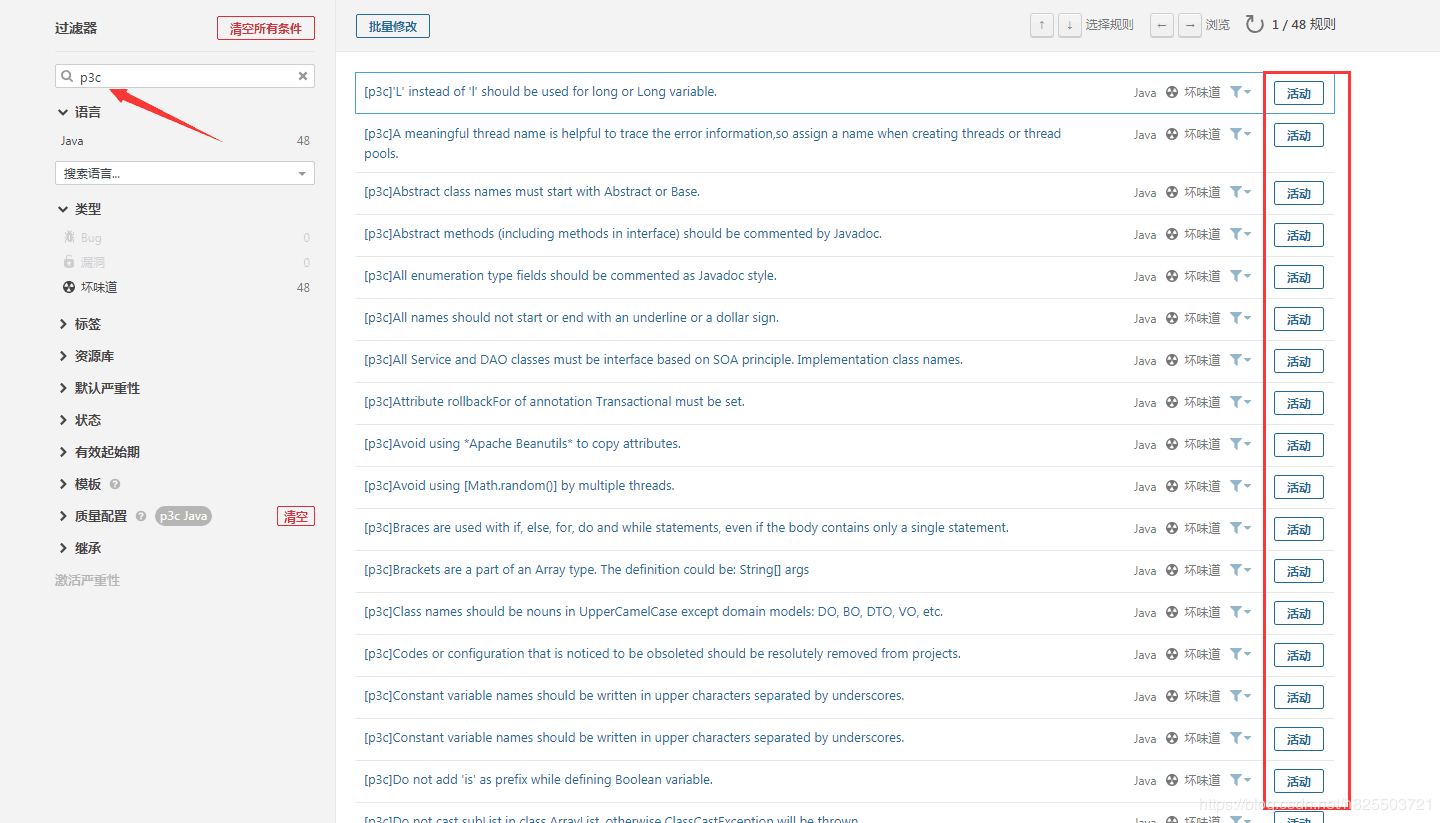 过滤器
清空所有条件
p3c
语言
Java 48
搜索语言...
类型
Bug 0
漏洞 0
坏味道 48
标签
资源库
默认严重性
状态
有效起始期
模板
质量配置 p3c Java 清空
继承
激活严重性
批量修改
↑ ↓ 选择规则 ← → 浏览 1 / 48 规则
[p3c]'L' instead of 'l' should be used for long or Long variable. Java 坏味道 活动
[p3c]A meaningful thread name is helpful to trace the error information,so assign a name when creating threads or thread Java 坏味道 活动
pools.
[p3c]Abstract class names must start with Abstract or Base. Java 坏味道 活动
[p3c]Abstract methods (including methods in interface) should be commented by Javadoc. Java 坏味道 活动
[p3c]All enumeration type fields should be commented as Javadoc style. Java 坏味道 活动
[p3c]All names should not start or end with an underline or a dollar sign. Java 坏味道 活动
[p3c]All Service and DAO classes must be interface based on SOA principle. Implementation class names. Java 坏味道 活动
[p3c]Attribute rollbackFor of annotation Transactional must be set. Java 坏味道 活动
[p3c]Avoid using *Apache Beanutils* to copy attributes. Java 坏味道 活动
[p3c]Avoid using [Math.random()] by multiple threads. Java 坏味道 活动
[p3c]Braces are used with if, else, for, do and while statements, even if the body contains only a single statement. Java 坏味道 活动
[p3c]Brackets are a part of an Array type. The definition could be: String[] args Java 坏味道 活动
[p3c]Class names should be nouns in UpperCamelCase except domain models: DO, BO, DTO, VO, etc. Java 坏味道 活动
[p3c]Codes or configuration that is noticed to be obsoleted should be resolutely removed from projects. Java 坏味道 活动
[p3c]Constant variable names should be written in upper characters separated by underscores. Java 坏味道 活动
[p3c]Constant variable names should be written in upper characters separated by underscores. Java 坏味道 活动
[p3c]Do not add 'is' as prefix while defining Boolean variable. Java 坏味道 活动
[p3c]Do not cast subList in class ArrayList, otherwise ClassCastException will be thrown. Java 坏味道 活动